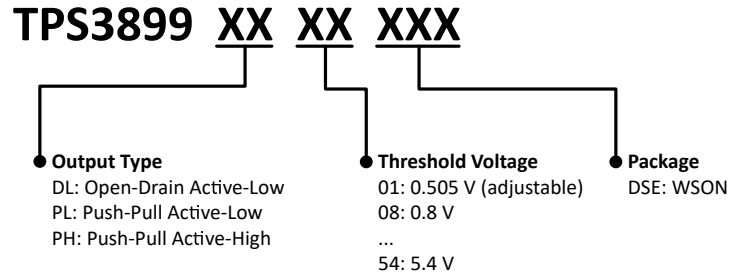 TPS3899 XX XX XXX
Output Type
DL: Open-Drain Active-Low
PL: Push-Pull Active-Low
PH: Push-Pull Active-High
Threshold Voltage
01: 0.505 V (adjustable)
08: 0.8 V
...
54: 5.4 V
Package
DSE: WSON